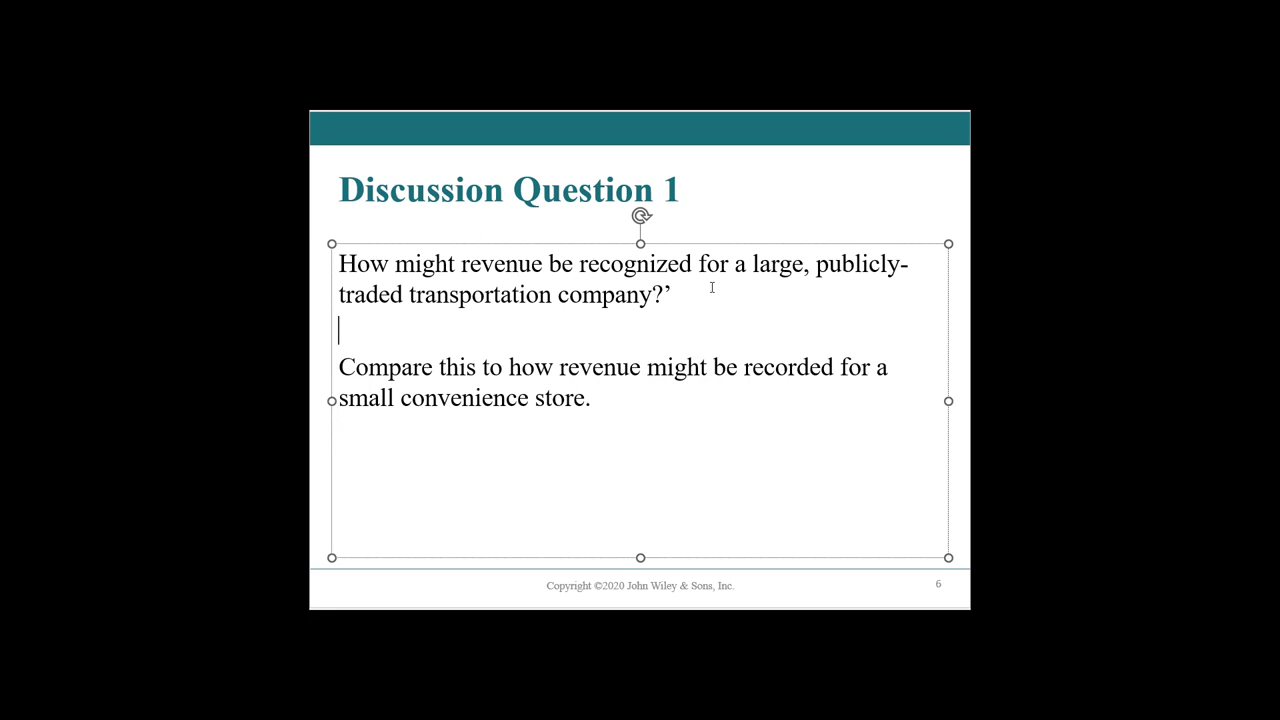 Discussion Question 1
How might revenue be recognized for a large, publicly-
traded transportation company?’
Compare this to how revenue might be recorded for a
small convenience store.
Copyright ©2020 John Wiley & Sons, Inc.
6